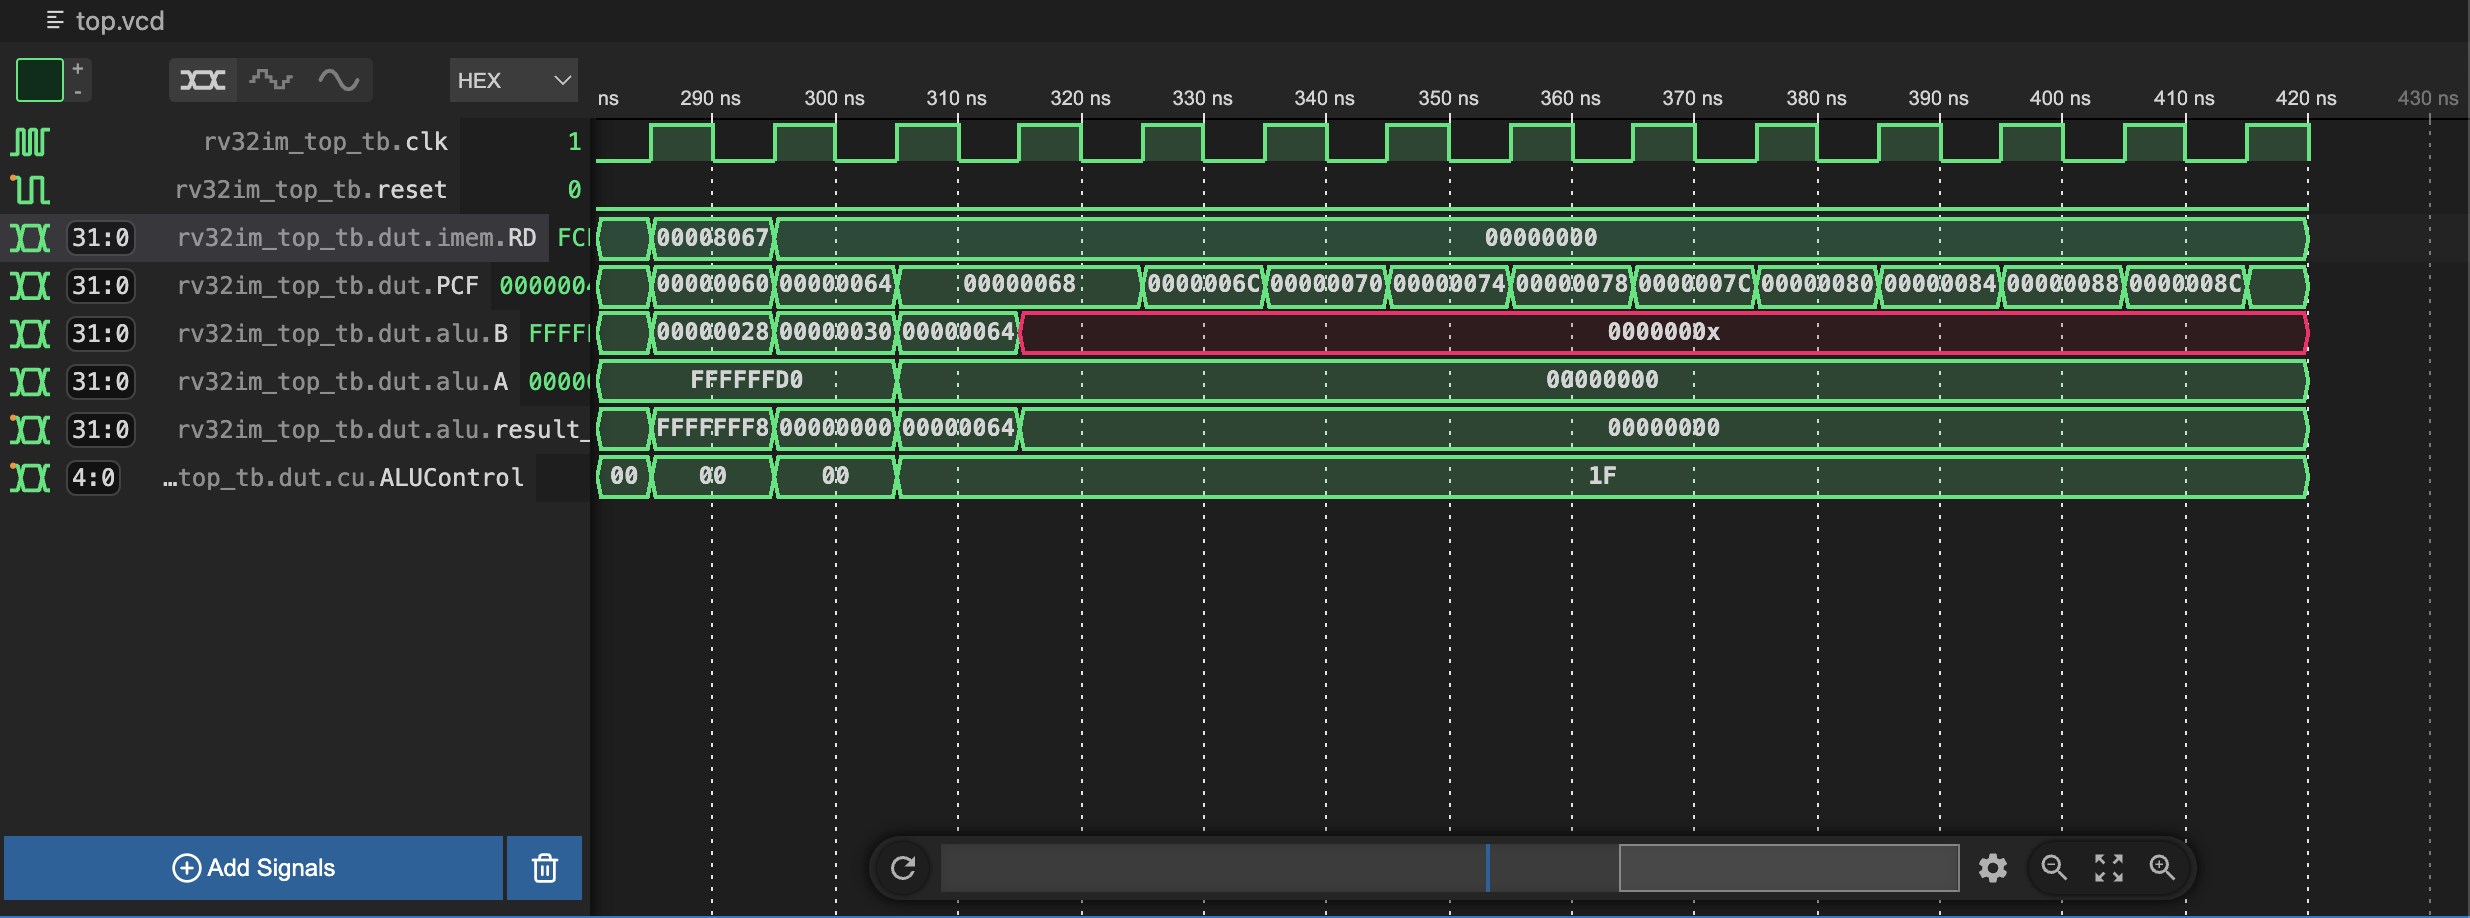 top.vcd
+
-
HEX
ns 290 ns 300 ns 310 ns 320 ns 330 ns 340 ns 350 ns 360 ns 370 ns 380 ns 390 ns 400 ns 410 ns 420 ns 430 ns
rv32im_top_tb.clk 1
rv32im_top_tb.reset 0
31:0 rv32im_top_tb.dut.imem.RD 00008067 00000000
31:0 rv32im_top_tb.dut.PCF 00000060 00000064 00000068 0000006C 00000070 00000074 00000078 0000007C 00000080 00000084 00000088 0000008C
31:0 rv32im_top_tb.dut.alu.B FFFF 00000028 00000030 00000064 0000000x
31:0 rv32im_top_tb.dut.alu.A 0000 FFFFFFD0 00000000
31:0 rv32im_top_tb.dut.alu.result_ FFFFFFF8 00000000 00000064 00000000
4:0 …top_tb.dut.cu.ALUControl 00 00 00 1F
Add Signals